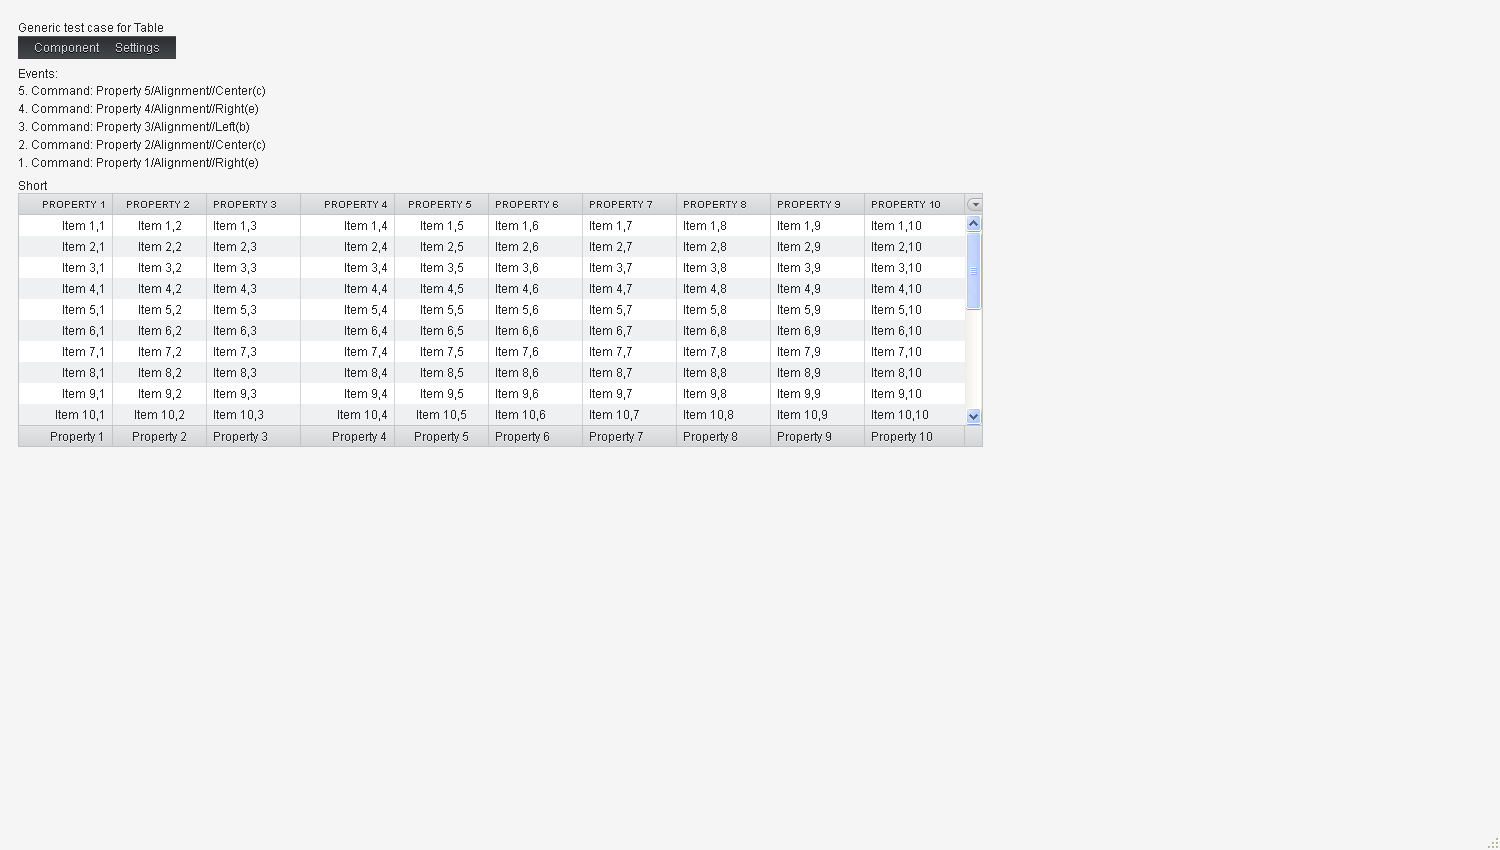 Generic test case for Table
Component Settings
Events:
5. Command: Property 5/Alignment//Center(c)
4. Command: Property 4/Alignment//Right(e)
3. Command: Property 3/Alignment//Left(b)
2. Command: Property 2/Alignment//Center(c)
1. Command: Property 1/Alignment//Right(e)
Short
PROPERTY 1 PROPERTY 2 PROPERTY 3 PROPERTY 4 PROPERTY 5 PROPERTY 6 PROPERTY 7 PROPERTY 8 PROPERTY 9 PROPERTY 10
Item 1,1 Item 1,2 Item 1,3 Item 1,4 Item 1,5 Item 1,6 Item 1,7 Item 1,8 Item 1,9 Item 1,10
Item 2,1 Item 2,2 Item 2,3 Item 2,4 Item 2,5 Item 2,6 Item 2,7 Item 2,8 Item 2,9 Item 2,10
Item 3,1 Item 3,2 Item 3,3 Item 3,4 Item 3,5 Item 3,6 Item 3,7 Item 3,8 Item 3,9 Item 3,10
Item 4,1 Item 4,2 Item 4,3 Item 4,4 Item 4,5 Item 4,6 Item 4,7 Item 4,8 Item 4,9 Item 4,10
Item 5,1 Item 5,2 Item 5,3 Item 5,4 Item 5,5 Item 5,6 Item 5,7 Item 5,8 Item 5,9 Item 5,10
Item 6,1 Item 6,2 Item 6,3 Item 6,4 Item 6,5 Item 6,6 Item 6,7 Item 6,8 Item 6,9 Item 6,10
Item 7,1 Item 7,2 Item 7,3 Item 7,4 Item 7,5 Item 7,6 Item 7,7 Item 7,8 Item 7,9 Item 7,10
Item 8,1 Item 8,2 Item 8,3 Item 8,4 Item 8,5 Item 8,6 Item 8,7 Item 8,8 Item 8,9 Item 8,10
Item 9,1 Item 9,2 Item 9,3 Item 9,4 Item 9,5 Item 9,6 Item 9,7 Item 9,8 Item 9,9 Item 9,10
Item 10,1 Item 10,2 Item 10,3 Item 10,4 Item 10,5 Item 10,6 Item 10,7 Item 10,8 Item 10,9 Item 10,10
Property 1 Property 2 Property 3 Property 4 Property 5 Property 6 Property 7 Property 8 Property 9 Property 10